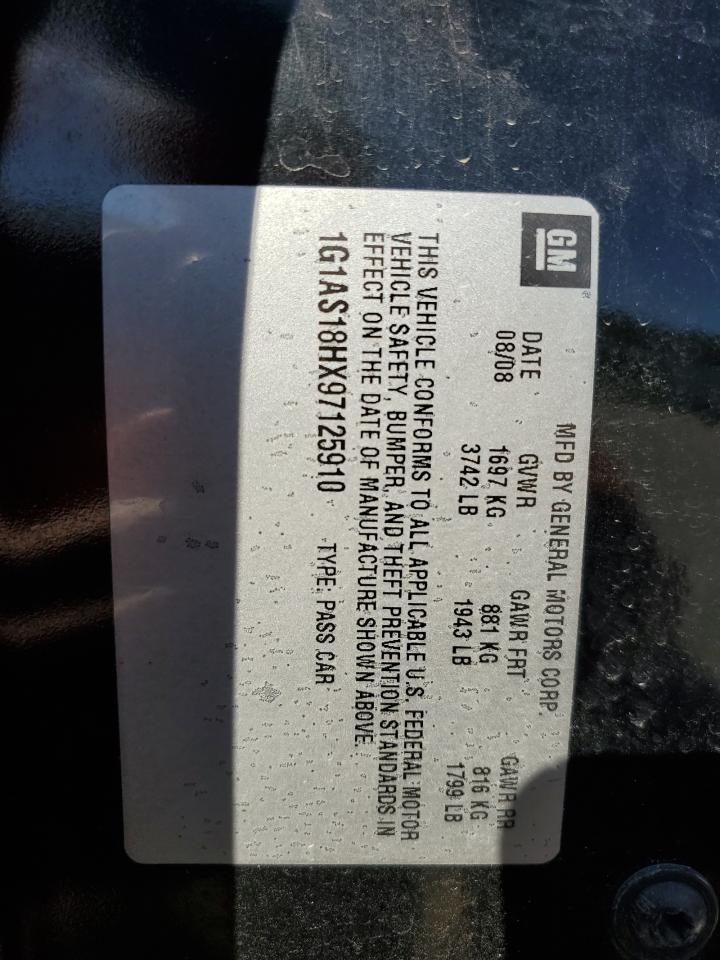 GM
MFD BY GENERAL MOTORS CORP.
DATE GVWR GAWR FRT GAWR RR
08/08 1697 KG 881 KG 816 KG
3742 LB 1943 LB 1799 LB
THIS VEHICLE CONFORMS TO ALL APPLICABLE U.S. FEDERAL MOTOR
VEHICLE SAFETY, BUMPER, AND THEFT PREVENTION STANDARDS IN
EFFECT ON THE DATE OF MANUFACTURE SHOWN ABOVE.
1G1AS18HX97125910 TYPE: PASS CAR